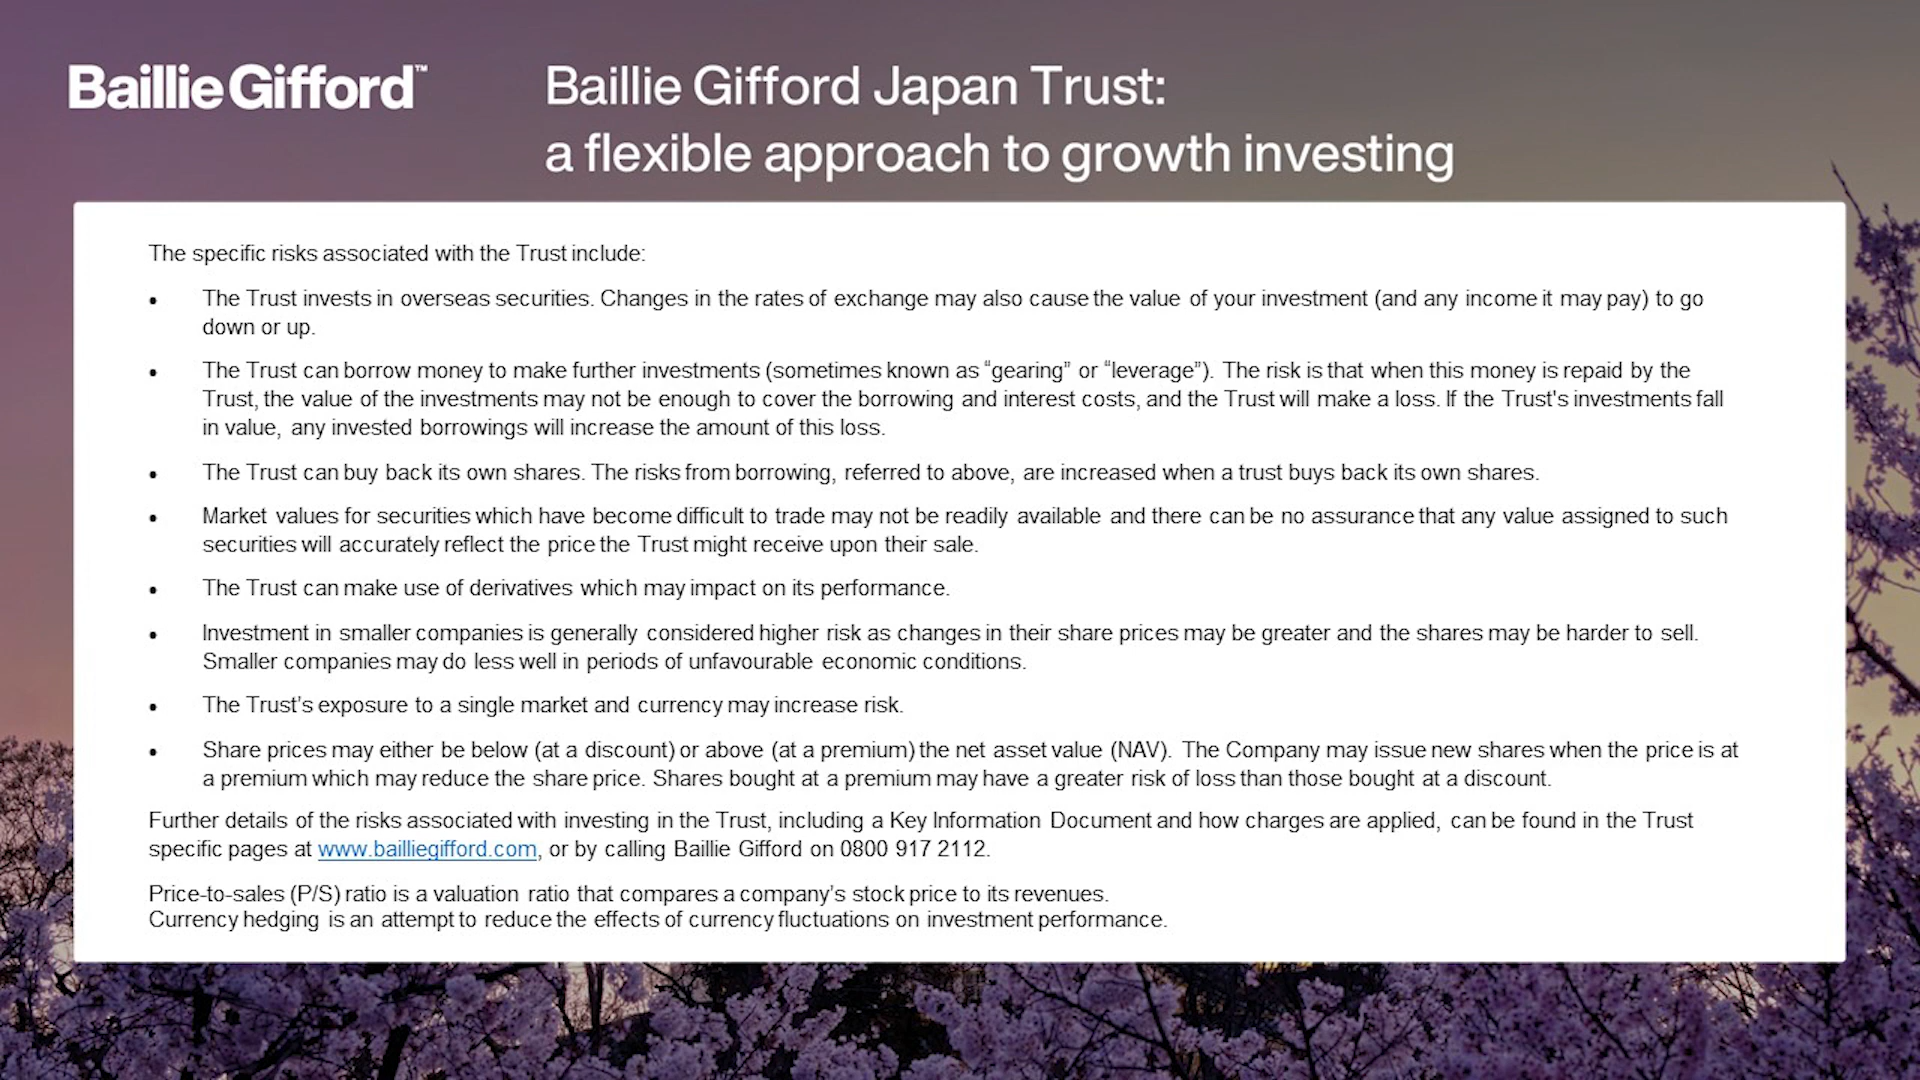 Baillie Gifford™
Baillie Gifford Japan Trust:
a flexible approach to growth investing
The specific risks associated with the Trust include:
• The Trust invests in overseas securities. Changes in the rates of exchange may also cause the value of your investment (and any income it may pay) to go
down or up.
• The Trust can borrow money to make further investments (sometimes known as “gearing” or “leverage”). The risk is that when this money is repaid by the
Trust, the value of the investments may not be enough to cover the borrowing and interest costs, and the Trust will make a loss. If the Trust's investments fall
in value, any invested borrowings will increase the amount of this loss.
• The Trust can buy back its own shares. The risks from borrowing, referred to above, are increased when a trust buys back its own shares.
• Market values for securities which have become difficult to trade may not be readily available and there can be no assurance that any value assigned to such
securities will accurately reflect the price the Trust might receive upon their sale.
• The Trust can make use of derivatives which may impact on its performance.
• Investment in smaller companies is generally considered higher risk as changes in their share prices may be greater and the shares may be harder to sell.
Smaller companies may do less well in periods of unfavourable economic conditions.
• The Trust’s exposure to a single market and currency may increase risk.
• Share prices may either be below (at a discount) or above (at a premium) the net asset value (NAV). The Company may issue new shares when the price is at
a premium which may reduce the share price. Shares bought at a premium may have a greater risk of loss than those bought at a discount.
Further details of the risks associated with investing in the Trust, including a Key Information Document and how charges are applied, can be found in the Trust
specific pages at www.bailliegifford.com, or by calling Baillie Gifford on 0800 917 2112.
Price-to-sales (P/S) ratio is a valuation ratio that compares a company’s stock price to its revenues.
Currency hedging is an attempt to reduce the effects of currency fluctuations on investment performance.